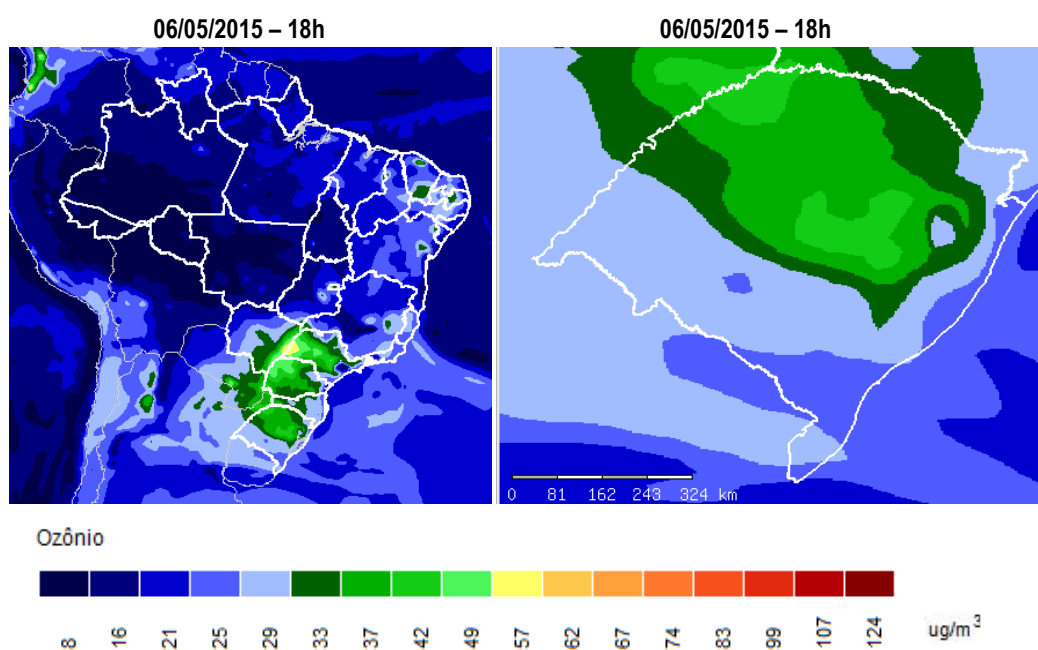 06/05/2015 – 18h
06/05/2015 – 18h
0 81 162 243 324 km
Ozônio
8 16 21 25 29 33 37 42 49 57 62 67 74 83 99 107 124 ug/m³